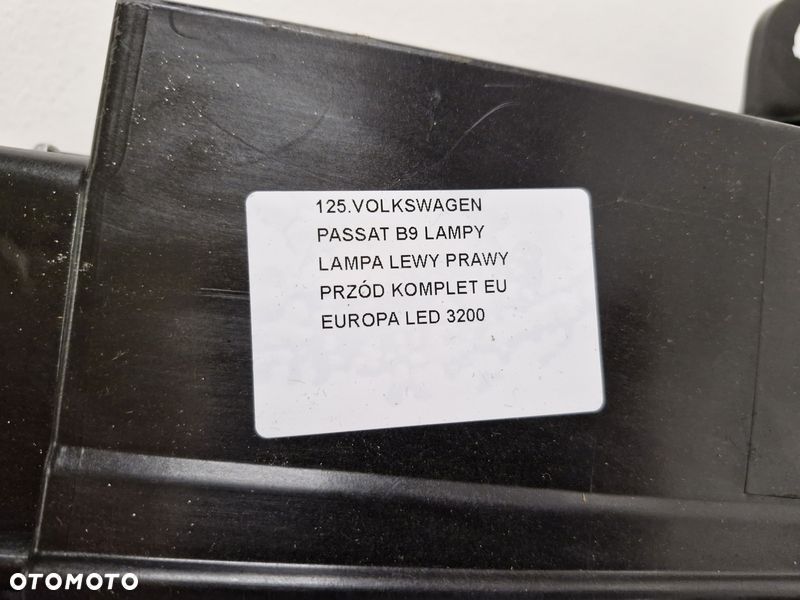 125.VOLKSWAGEN
PASSAT B9 LAMPY
LAMPA LEWY PRAWY
PRZÓD KOMPLET EU
EUROPA LED 3200
OTOMOTO